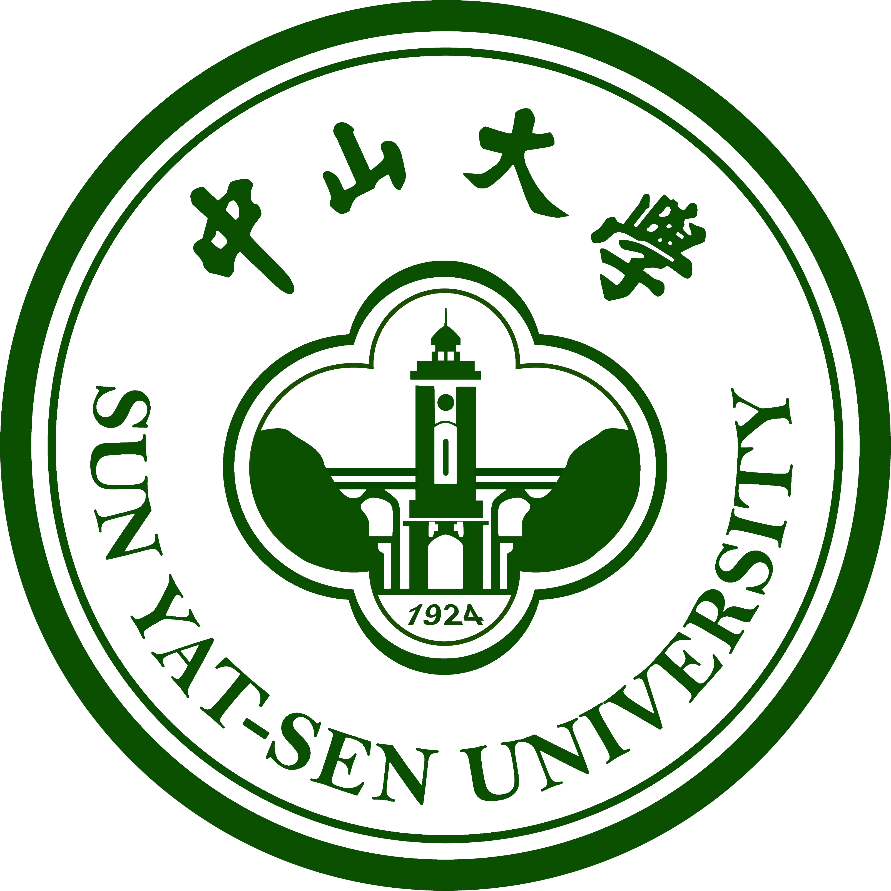 中山大學
1924
SUN YAT-SEN UNIVERSITY